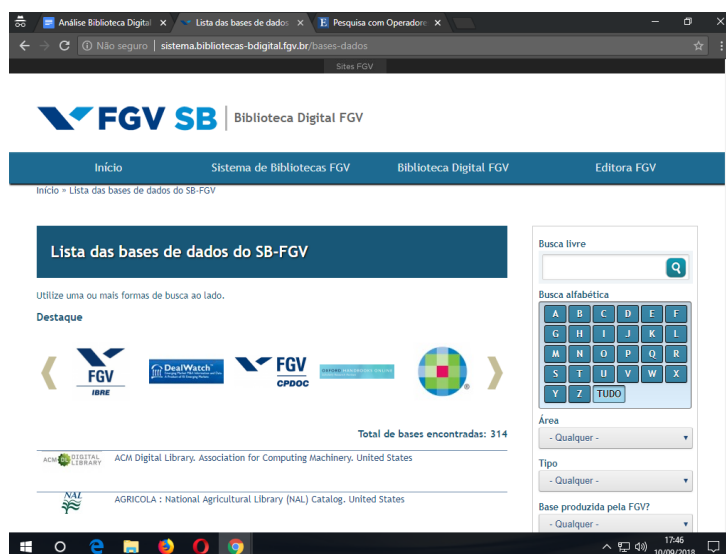 Análise Biblioteca Digital
Lista das bases de dados
Pesquisa com Operadore
Não seguro | sistema.bibliotecas-bdigital.fgv.br/bases-dados
Sites FGV
FGV SB Biblioteca Digital FGV
Início Sistema de Bibliotecas FGV Biblioteca Digital FGV Editora FGV
Início » Lista das bases de dados do SB-FGV
Lista das bases de dados do SB-FGV
Utilize uma ou mais formas de busca ao lado.
Destaque
FGV
IBRE
DealWatch
FGV
CPDOC
OXFORD HANDBOOKS ONLINE
Total de bases encontradas: 314
ACM DIGITAL
LIBRARY
ACM Digital Library. Association for Computing Machinery. United States
NAL
AGRICOLA : National Agricultural Library (NAL) Catalog. United States
Busca livre
Busca alfabética
A B C D E F
G H I J K L
M N O P Q R
S T U V W X
Y Z TUDO
Área
- Qualquer -
Tipo
- Qualquer -
Base produzida pela FGV?
- Qualquer -
17:46
10/09/2018